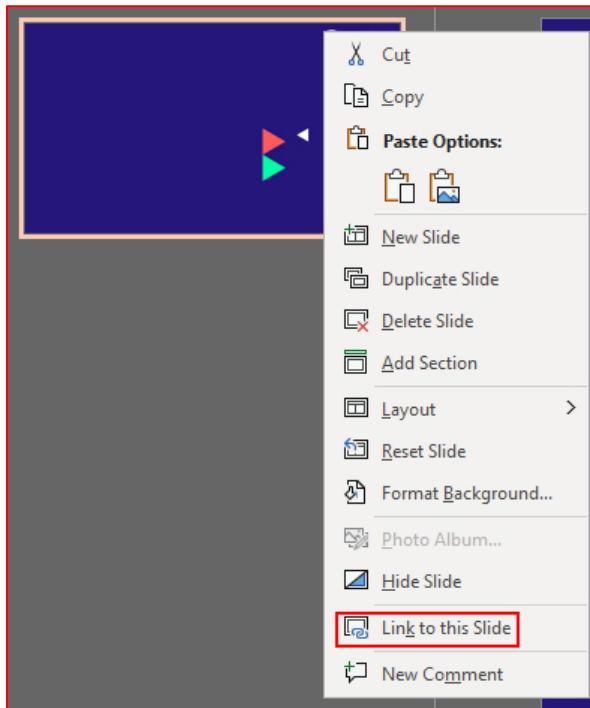 Cut
Copy
Paste Options:
New Slide
Duplicate Slide
Delete Slide
Add Section
Layout
Reset Slide
Format Background...
Photo Album...
Hide Slide
Link to this Slide
New Comment